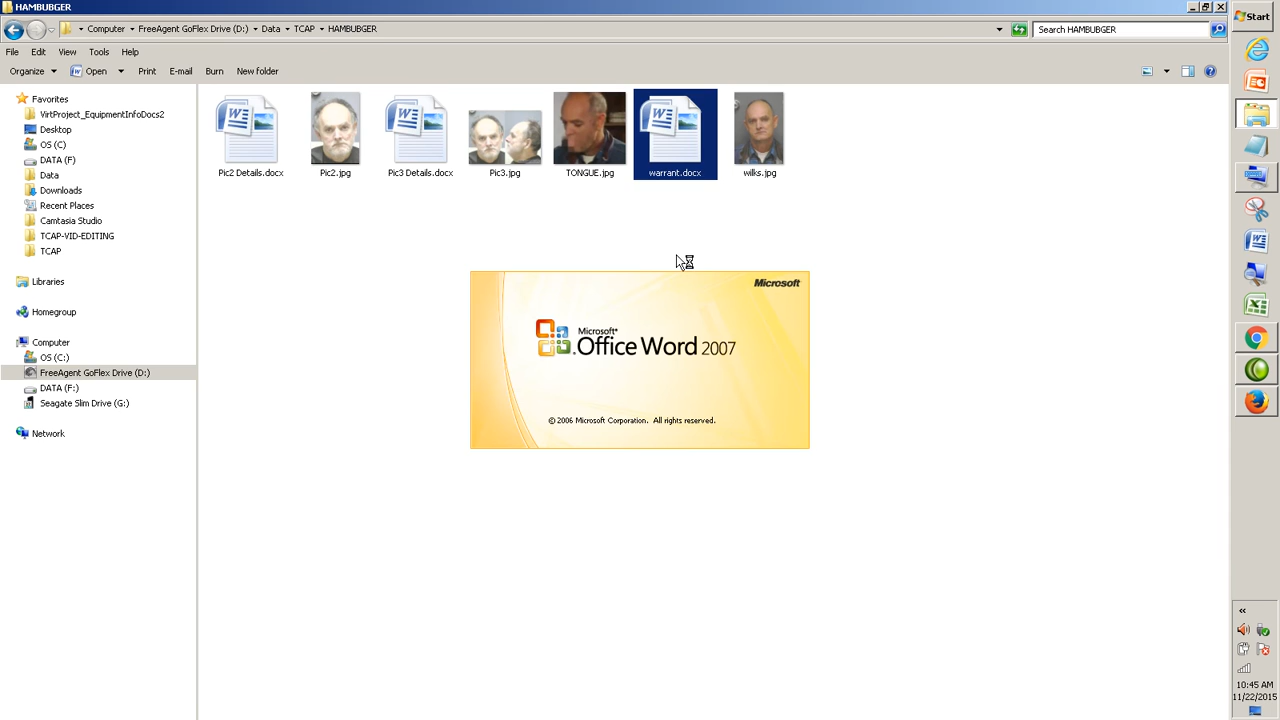 HAMBUBGER
Computer FreeAgent GoFlex Drive (D:) Data TCAP HAMBURGER
Search HAMBUBGER
File Edit View Tools Help
Organize Open Print E-mail Burn New folder
Favorites
VirtProject_EquipmentInfoDocs2
Desktop
OS (C)
DATA (F)
Data
Downloads
Recent Places
Camtasia Studio
TCAP-VID-EDITING
TCAP
Libraries
Homegroup
Computer
OS (C:)
FreeAgent GoFlex Drive (D:)
DATA (F:)
Seagate Slim Drive (G:)
Network
Pic2 Details.docx
Pic2.jpg
Pic3 Details.docx
Pic3.jpg
TONGUE.jpg
warrant.docx
wilks.jpg
Microsoft
Microsoft®
Office Word 2007
© 2006 Microsoft Corporation. All rights reserved.
Start
10:45 AM
11/22/2015